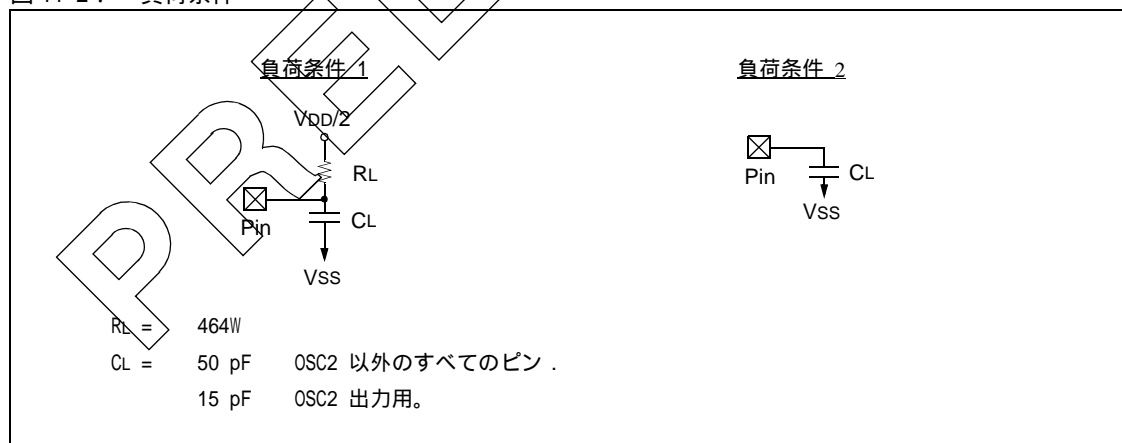 負荷条件 1
負荷条件 2
VDD/2
RL
Pin
CL
VSS
Pin
CL
VSS
RL = 464W
CL = 50 pF OSC2 以外のすべてのピン .
15 pF OSC2 出力用。
PREL